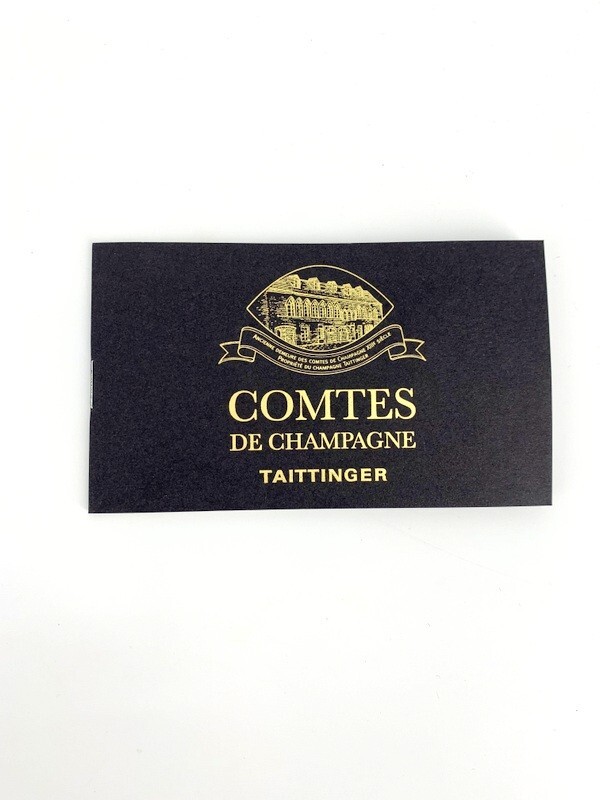 ANCIENNE DEMEURE DES COMTES DE CHAMPAGNE XIIIE SIÈCLE
PROPRIÉTÉ DU CHAMPAGNE TAITTINGER
COMTES
DE CHAMPAGNE
TAITTINGER